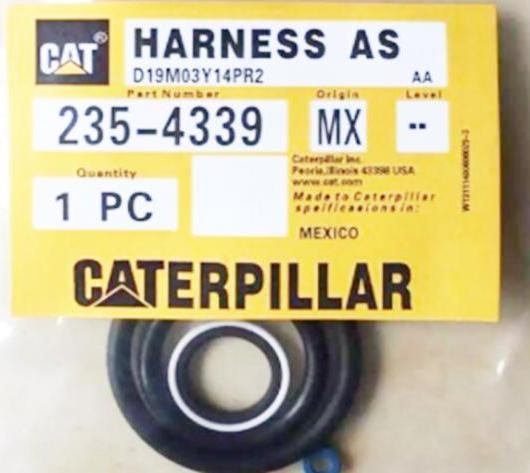 CAT®
HARNESS AS
D19M03Y14PR2 AA
Part Number Origin Level
235-4339 MX --
Quantity
1 PC
Caterpillar Inc.
Peoria,Illinois 43398 USA
www.cat.com
Made to Caterpillar
specificasions in:
MEXICO
CATERPILLAR